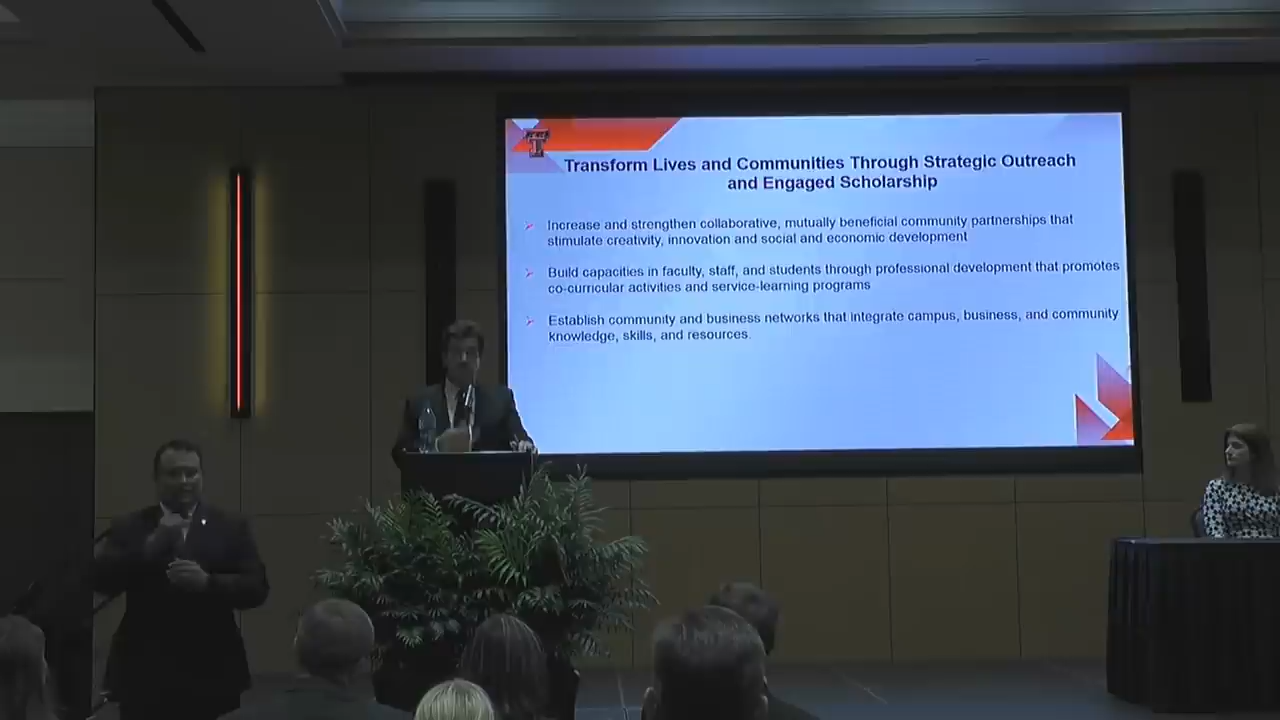 Transform Lives and Communities Through Strategic Outreach
and Engaged Scholarship
Increase and strengthen collaborative, mutually beneficial community partnerships that
stimulate creativity, innovation and social and economic development
Build capacities in faculty, staff, and students through professional development that promotes
co-curricular activities and service-learning programs
Establish community and business networks that integrate campus, business, and community
knowledge, skills, and resources.